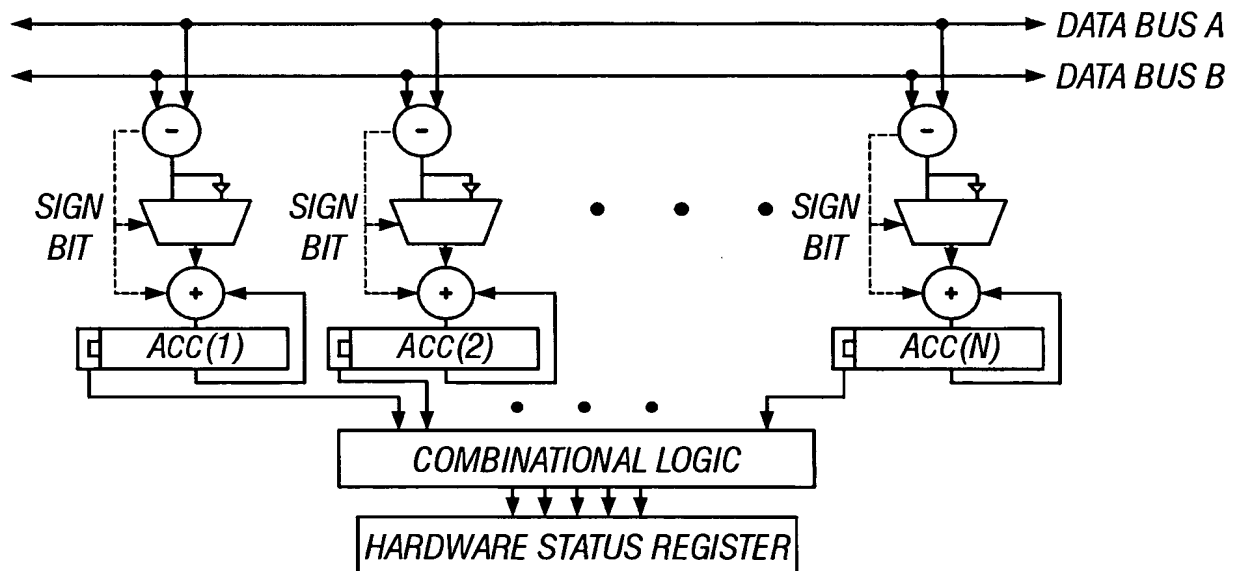 DATA BUS A
DATA BUS B
-
-
-
SIGN
BIT
SIGN
BIT
SIGN
BIT
+
+
+
ACC(1)
ACC(2)
ACC(N)
COMBINATIONAL LOGIC
HARDWARE STATUS REGISTER